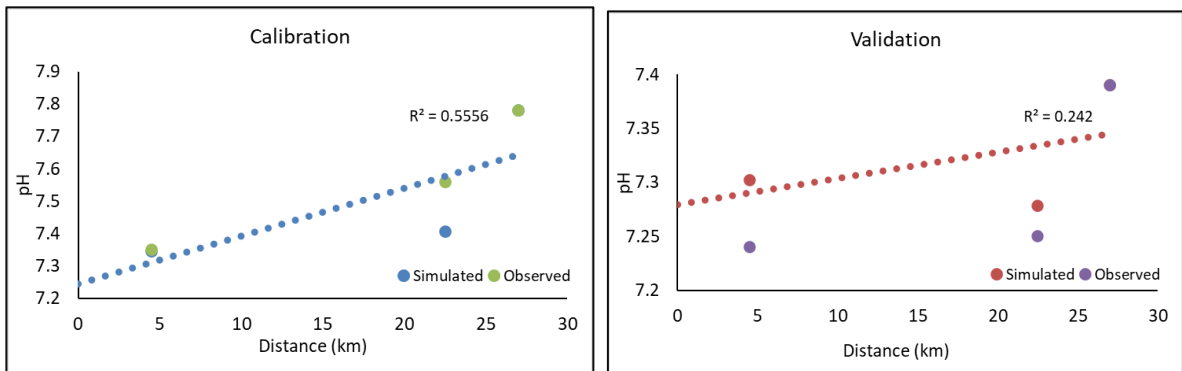 Calibration
7.9
7.8
7.7
7.6
7.5
7.4
7.3
7.2
pH
R² = 0.5556
Simulated Observed
0 5 10 15 20 25 30
Distance (km)
Validation
7.4
7.35
7.3
7.25
7.2
pH
R² = 0.242
Simulated Observed
0 5 10 15 20 25 30
Distance (km)